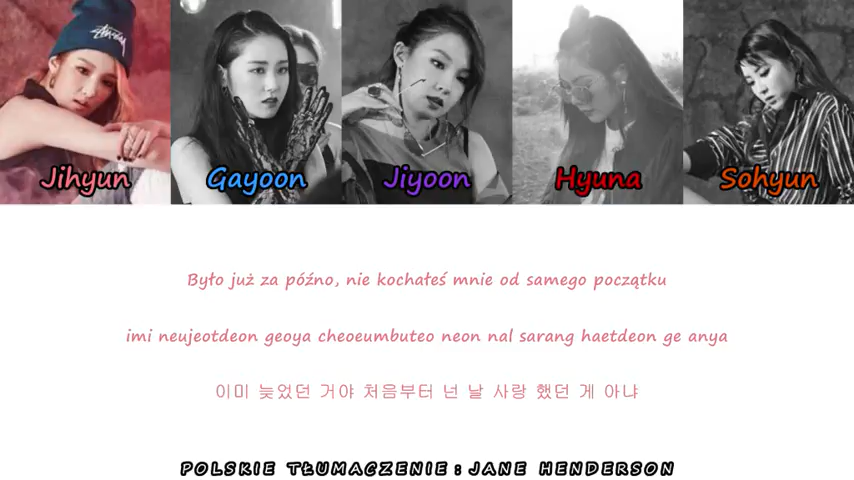 Stussy
Jihyun Gayoon Jiyoon Hyuna Sohyun
Było już za późno, nie kochałeś mnie od samego początku
imi neujeotdeon geoya cheoeumbuteo neon nal sarang haetdeon ge anya
이미 늦었던 거야 처음부터 넌 날 사랑 했던 게 아냐
POLSKIE TŁUMACZENIE : JANE HENDERSON